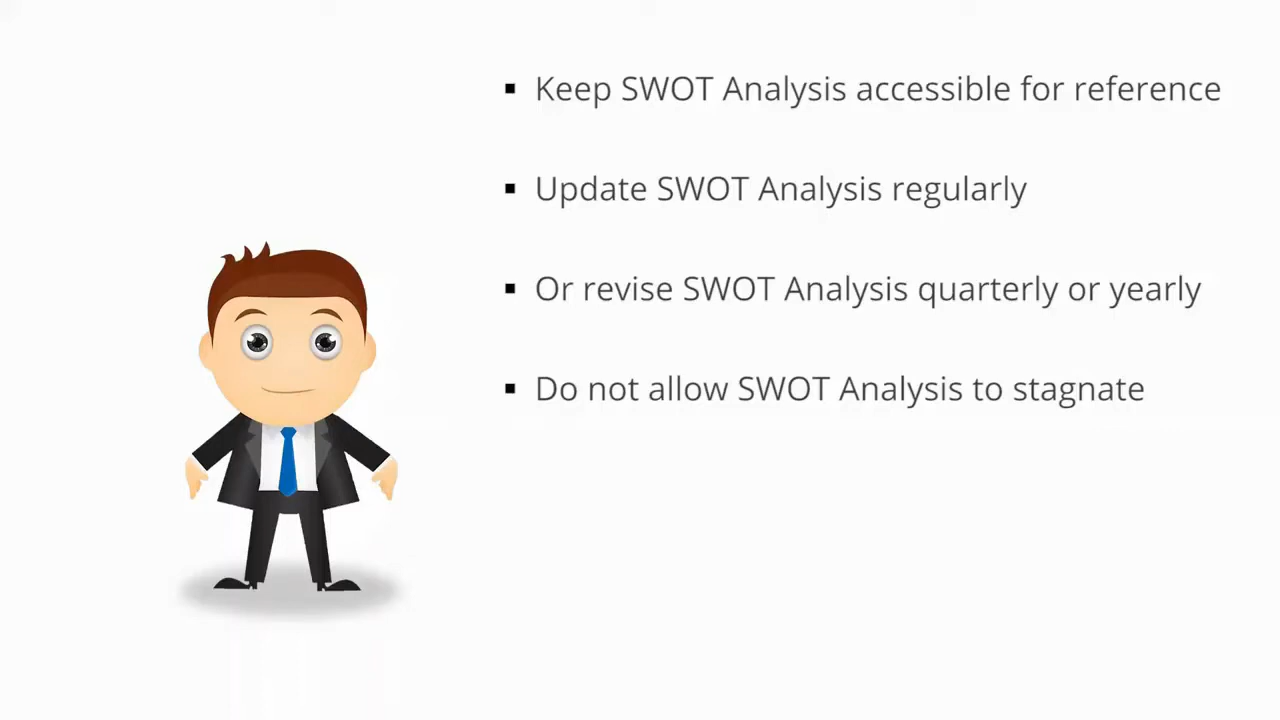 Keep SWOT Analysis accessible for reference
Update SWOT Analysis regularly
Or revise SWOT Analysis quarterly or yearly
Do not allow SWOT Analysis to stagnate